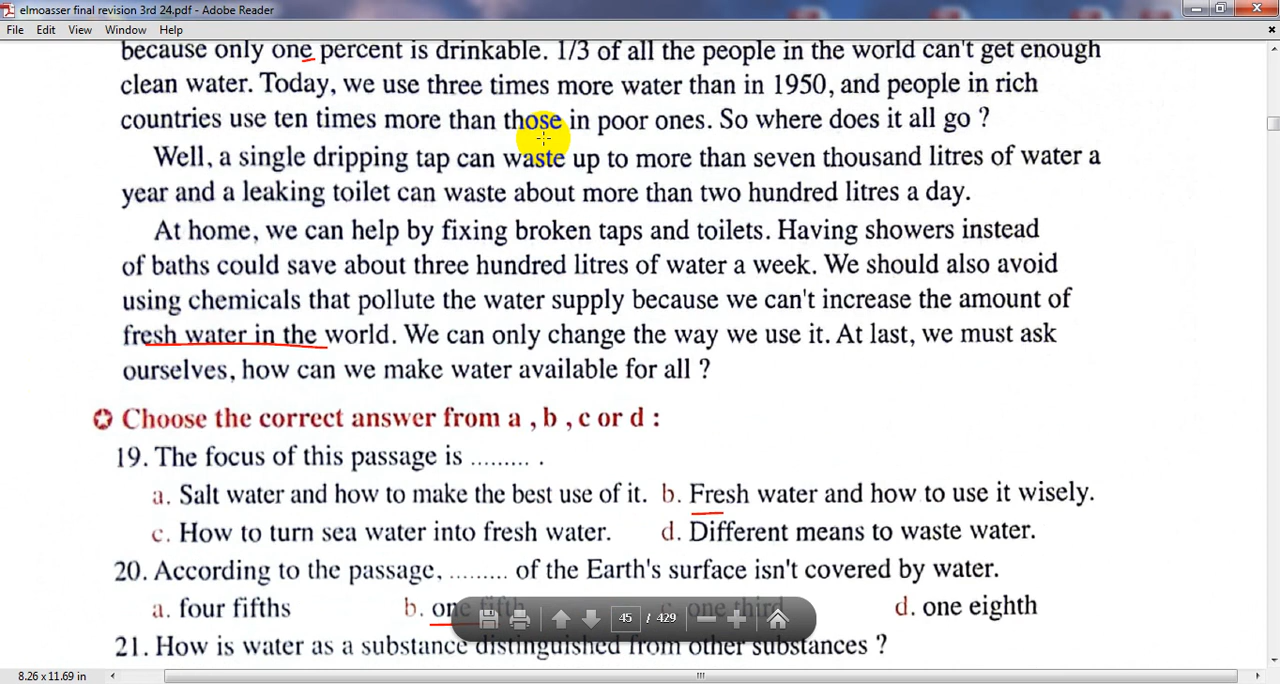 elmoasser final revision 3rd 24.pdf - Adobe Reader
File Edit View Window Help
because only one percent is drinkable. 1/3 of all the people in the world can't get enough
clean water. Today, we use three times more water than in 1950, and people in rich
countries use ten times more than those in poor ones. So where does it all go ?
Well, a single dripping tap can waste up to more than seven thousand litres of water a
year and a leaking toilet can waste about more than two hundred litres a day.
At home, we can help by fixing broken taps and toilets. Having showers instead
of baths could save about three hundred litres of water a week. We should also avoid
using chemicals that pollute the water supply because we can't increase the amount of
fresh water in the world. We can only change the way we use it. At last, we must ask
ourselves, how can we make water available for all ?
Choose the correct answer from a , b , c or d :
19. The focus of this passage is ......... .
a. Salt water and how to make the best use of it. b. Fresh water and how to use it wisely.
c. How to turn sea water into fresh water. d. Different means to waste water.
20. According to the passage, ......... of the Earth's surface isn't covered by water.
a. four fifths b. one fifth c. one third d. one eighth
45 / 429
21. How is water as a substance distinguished from other substances ?
8.26 x 11.69 in